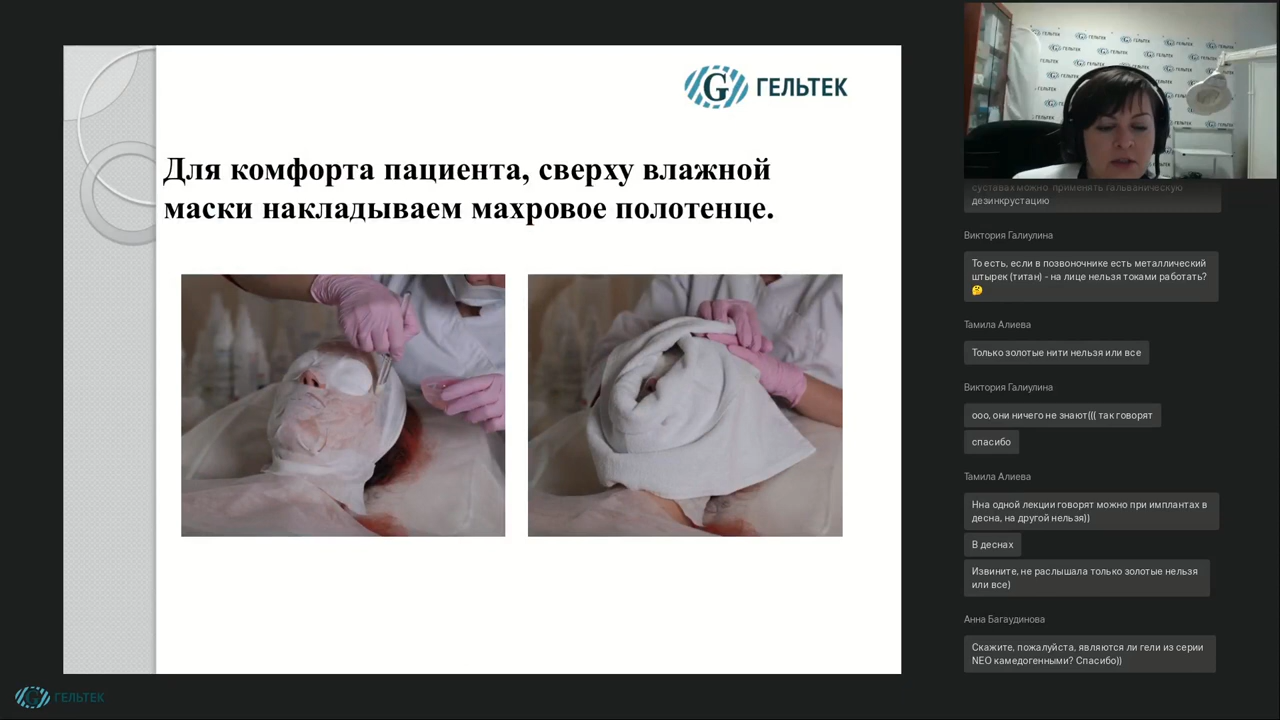 ГЕЛЬТЕК
Для комфорта пациента, сверху влажной
маски накладываем махровое полотенце.
ГЕЛЬТЕК
суставах можно применять гальваническую
дезинкрустацию
Виктория Галиулина
То есть, если в позвоночнике есть металлический
штырек (титан) - на лице нельзя токами работать?
🤔
Тамила Алиева
Только золотые нити нельзя или все
Виктория Галиулина
ооо, они ничего не знают((( так говорят
спасибо
Тамила Алиева
Нна одной лекции говорят можно при имплантах в
десна, на другой нельзя))
В деснах
Извините, не распышала только золотые нельзя
или все)
Анна Багаудинова
Скажите, пожалуйста, являются ли гели из серии
NEO камедогенными? Спасибо))